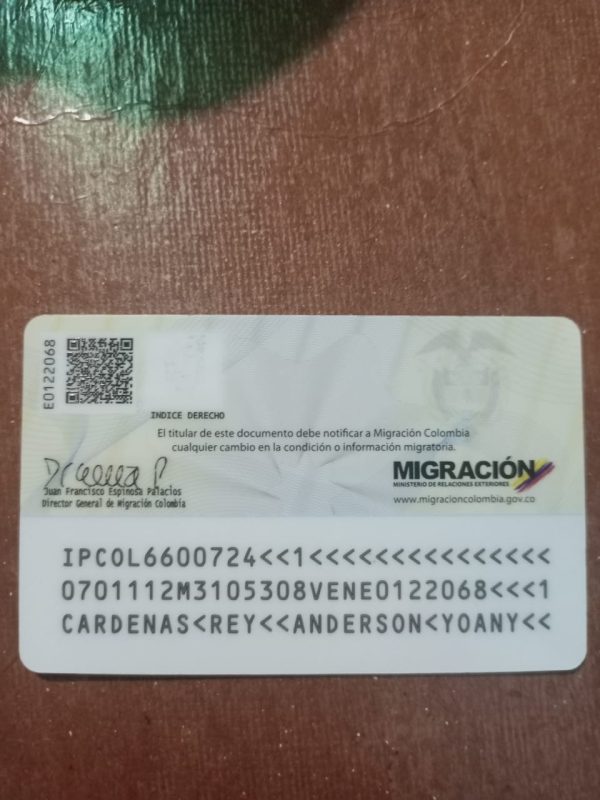 E0122068
INDICE DERECHO
El titular de este documento debe notificar a Migración Colombia
cualquier cambio en la condición o información migratoria.
Juan Francisco Espinosa Palacios
Director General de Migración Colombia
MIGRACIÓN
MINISTERIO DE RELACIONES EXTERIORES
www.migracioncolombia.gov.co
IPCOL6600724<<1<<<<<<<<<<<<<<<
0701112M3105308VENE0122068<<<1
CARDENAS<REY<<ANDERSON<YOANY<<